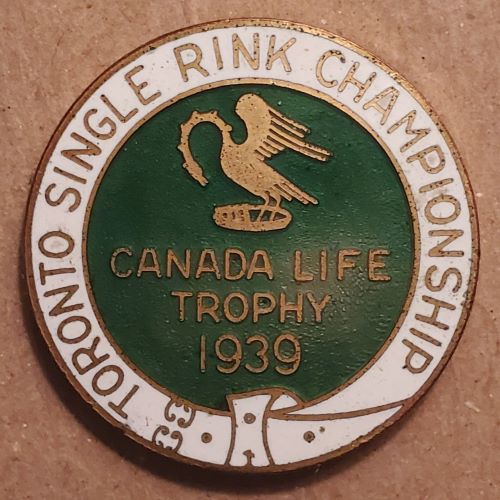 TORONTO SINGLE RINK CHAMPIONSHIP
CANADA LIFE
TROPHY
1939